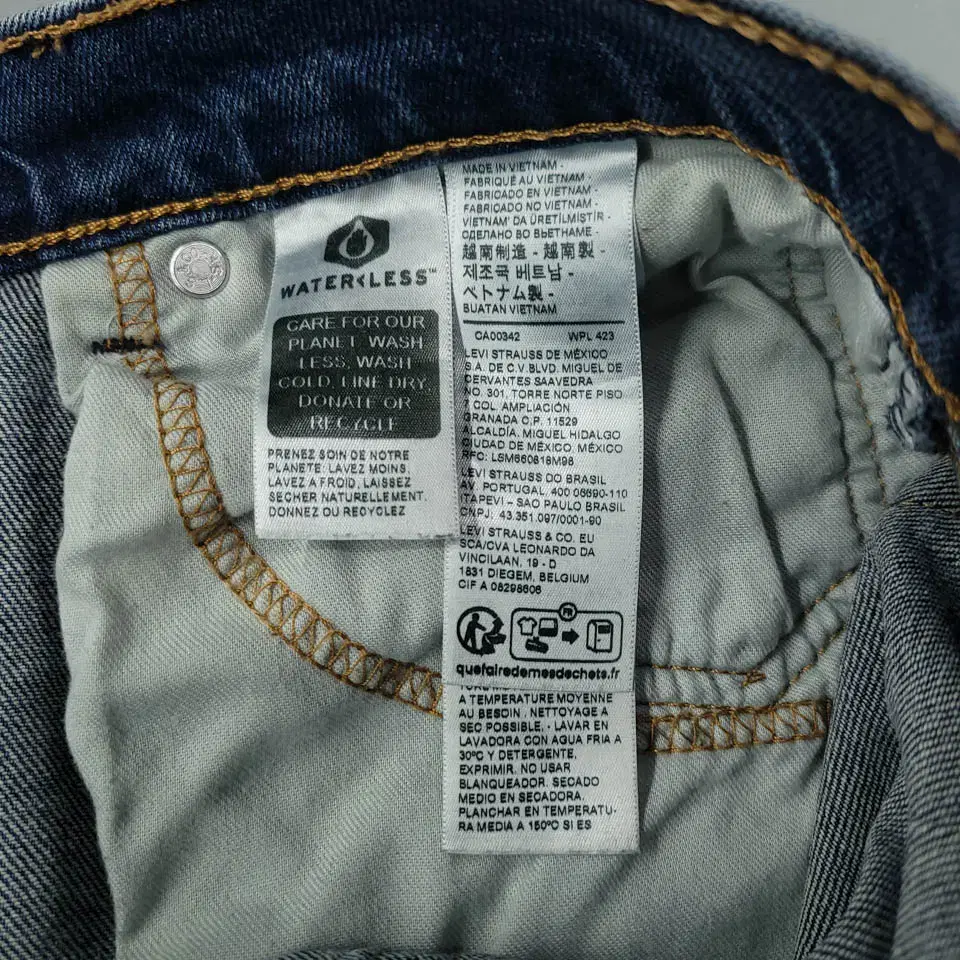 WATER<LESS™
CARE FOR OUR
PLANET WASH
LESS, WASH
COLD, LINE DRY,
DONATE OR
RECYCLE
PRENEZ SOIN DE NOTRE
PLANETE: LAVEZ MOINS,
LAVEZ A FROID, LAISSEZ
SECHER NATURELLEMENT.
DONNEZ OU RECYCLEZ
MADE IN VIETNAM -
FABRIQUÉ AU VIETNAM -
FABRICADO EN VIETNAM -
FABRICADO NO VIETNAM -
VIETNAM' DA ÜRETİLMİŞTİR -
СДЕЛАНО ВО ВЬЕТНАМЕ -
越南制造 - 越南製 -
제조국 베트남 -
ベトナム製 -
BUATAN VIETNAM
CA00342 WPL 423
LEVI STRAUSS DE MÉXICO
S.A. DE C.V. BLVD. MIGUEL DE
CERVANTES SAAVEDRA
NO. 301, TORRE NORTE PISO
7 COL. AMPLIACIÓN
GRANADA C.P. 11529
ALCALDÍA. MIGUEL HIDALGO
CIUDAD DE MÉXICO, MÉXICO
RFC: LSM660818M98
LEVI STRAUSS DO BRASIL
AV. PORTUGAL, 400 06690-110
ITAPEVI – SAO PAULO BRASIL
CNPJ: 43.351.097/0001-90
LEVI STRAUSS & CO. EU
SCA/CVA LEONARDO DA
VINCILAAN, 19 - D
1831 DIEGEM, BELGIUM
CIF A 08298606
FR
quefairedemesdechets.fr
A TEMPERATURE MOYENNE
AU BESOIN. NETTOYAGE A
SEC POSSIBLE. - LAVAR EN
LAVADORA CON AGUA FRIA A
30ºC Y DETERGENTE,
EXPRIMIR. NO USAR
BLANQUEADOR. SECADO
MEDIO EN SECADORA.
PLANCHAR EN TEMPERATU-
RA MEDIA A 150ºC SI ES